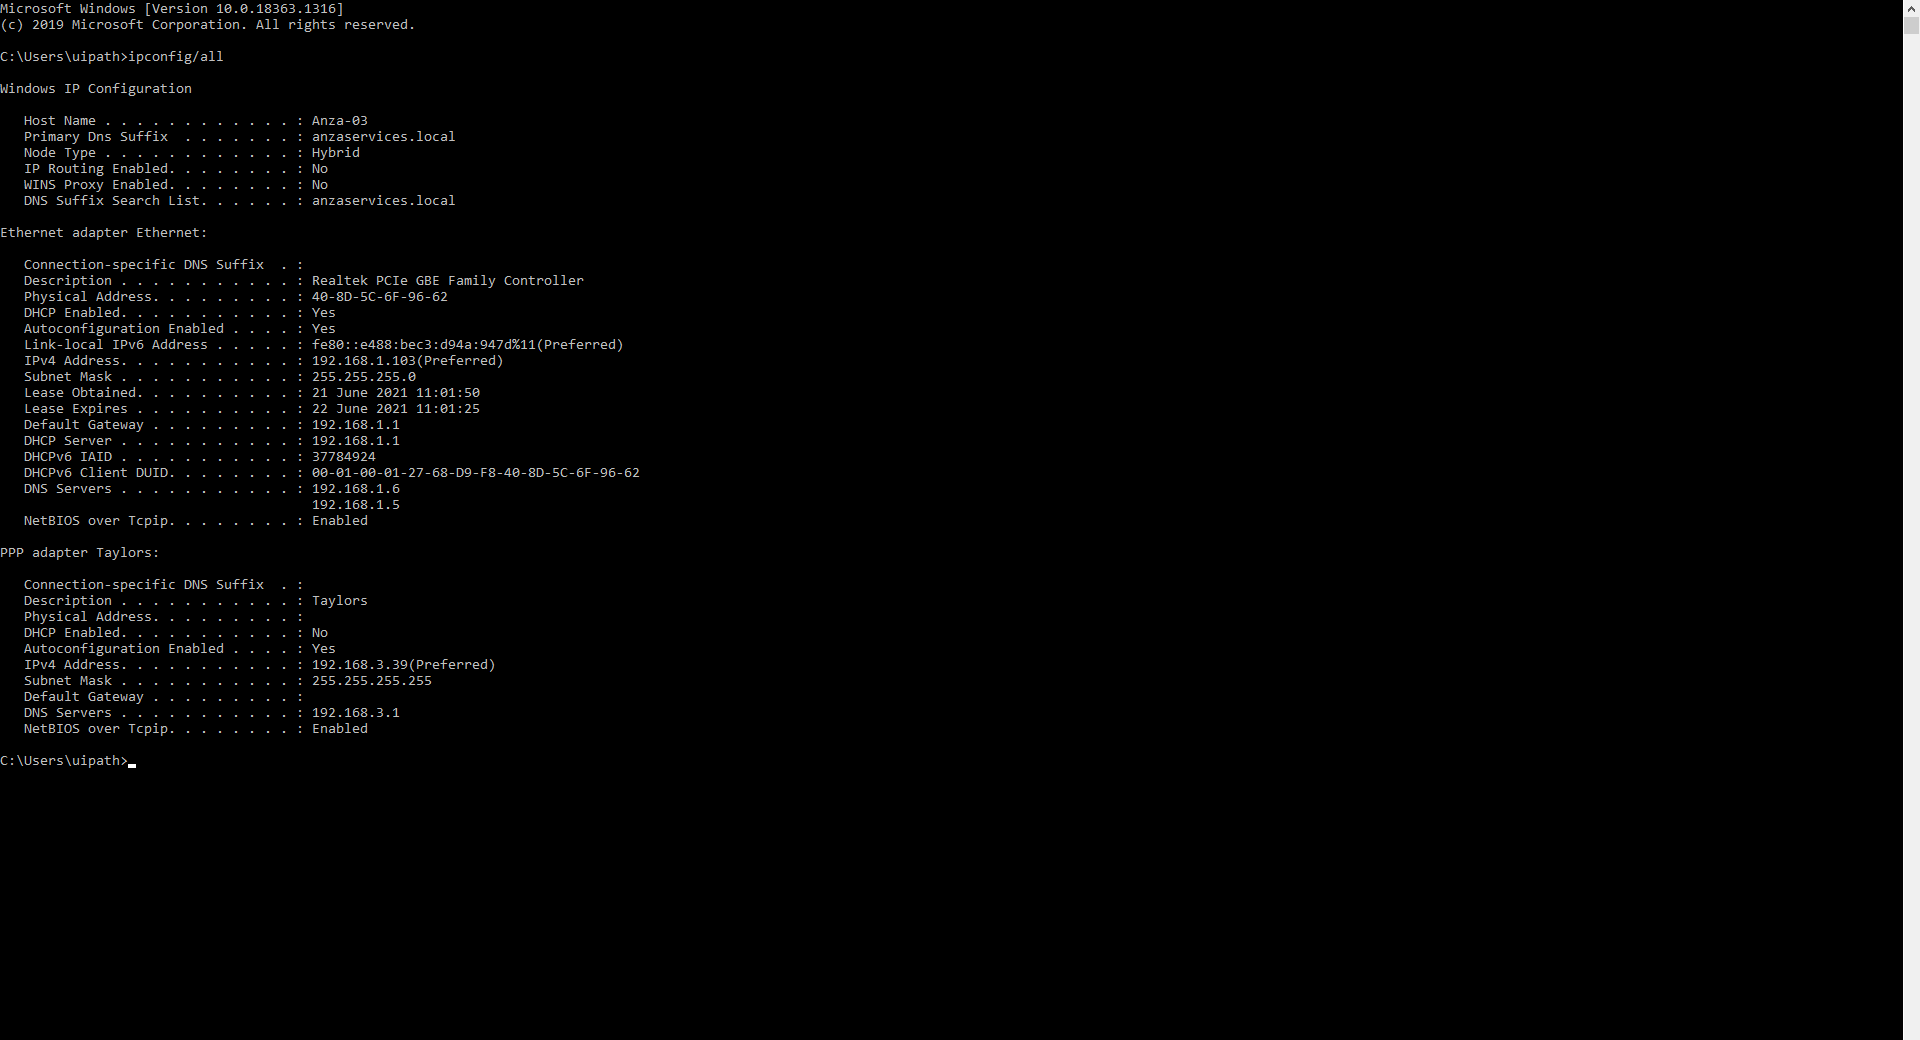 Microsoft Windows [Version 10.0.18363.1316]
(c) 2019 Microsoft Corporation. All rights reserved.
C:\Users\uipath>ipconfig/all
Windows IP Configuration
Host Name . . . . . . . . . . . . : Anza-03
Primary Dns Suffix  . . . . . . . : anzaservices.local
Node Type . . . . . . . . . . . . : Hybrid
IP Routing Enabled. . . . . . . . : No
WINS Proxy Enabled. . . . . . . . : No
DNS Suffix Search List. . . . . . : anzaservices.local
Ethernet adapter Ethernet:
Connection-specific DNS Suffix  . :
Description . . . . . . . . . . . : Realtek PCIe GBE Family Controller
Physical Address. . . . . . . . . : 40-8D-5C-6F-96-62
DHCP Enabled. . . . . . . . . . . : Yes
Autoconfiguration Enabled . . . . : Yes
Link-local IPv6 Address . . . . . : fe80::e488:bec3:d94a:947d%11(Preferred)
IPv4 Address. . . . . . . . . . . : 192.168.1.103(Preferred)
Subnet Mask . . . . . . . . . . . : 255.255.255.0
Lease Obtained. . . . . . . . . . : 21 June 2021 11:01:50
Lease Expires . . . . . . . . . . : 22 June 2021 11:01:25
Default Gateway . . . . . . . . . : 192.168.1.1
DHCP Server . . . . . . . . . . . : 192.168.1.1
DHCPv6 IAID . . . . . . . . . . . : 37784924
DHCPv6 Client DUID. . . . . . . . : 00-01-00-01-27-68-D9-F8-40-8D-5C-6F-96-62
DNS Servers . . . . . . . . . . . : 192.168.1.6
192.168.1.5
NetBIOS over Tcpip. . . . . . . . : Enabled
PPP adapter Taylors:
Connection-specific DNS Suffix  . :
Description . . . . . . . . . . . : Taylors
Physical Address. . . . . . . . . :
DHCP Enabled. . . . . . . . . . . : No
Autoconfiguration Enabled . . . . : Yes
IPv4 Address. . . . . . . . . . . : 192.168.3.39(Preferred)
Subnet Mask . . . . . . . . . . . : 255.255.255.255
Default Gateway . . . . . . . . . :
DNS Servers . . . . . . . . . . . : 192.168.3.1
NetBIOS over Tcpip. . . . . . . . : Enabled
C:\Users\uipath>